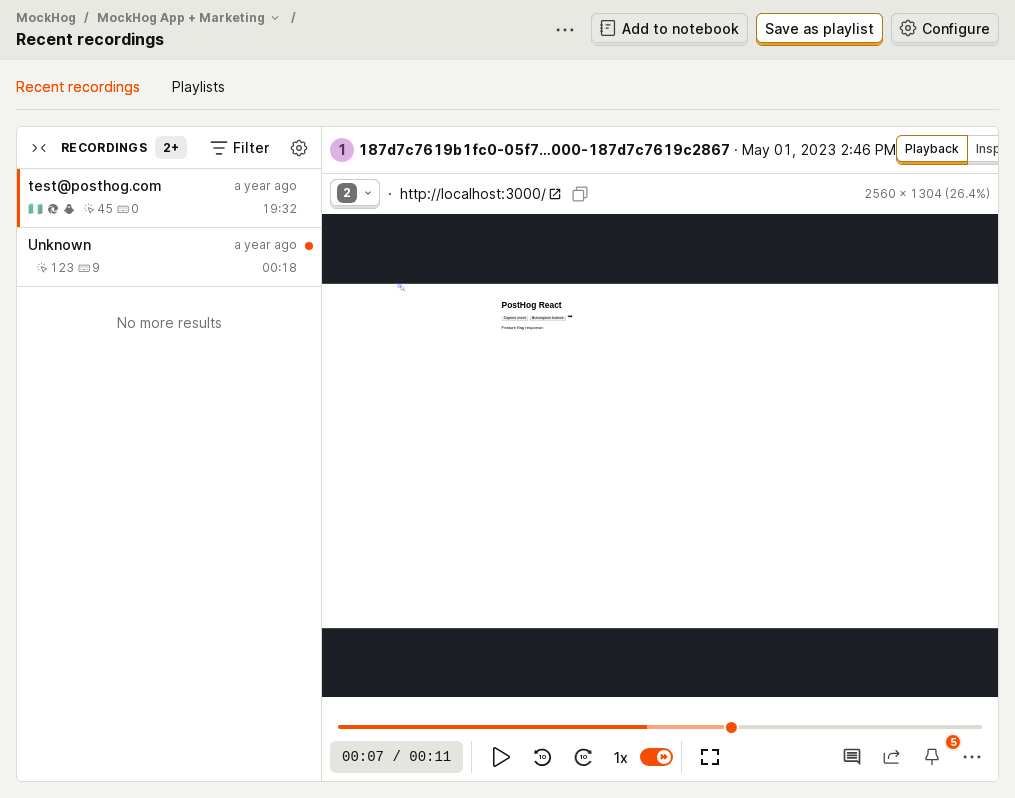 MockHog / MockHog App + Marketing /
Recent recordings
Add to notebook
Save as playlist
Configure
Recent recordings
Playlists
RECORDINGS 2+
Filter
test@posthog.com a year ago
45 0 19:32
Unknown a year ago
123 9 00:18
No more results
1 187d7c7619b1fc0-05f7...000-187d7c7619c2867 · May 01, 2023 2:46 PM
Playback
Insp
2 · http://localhost:3000/
2560 × 1304 (26.4%)
PostHog React
Capture event Autocapture buttons
Feature flag response:
00:07 / 00:11
10
10
1x
5